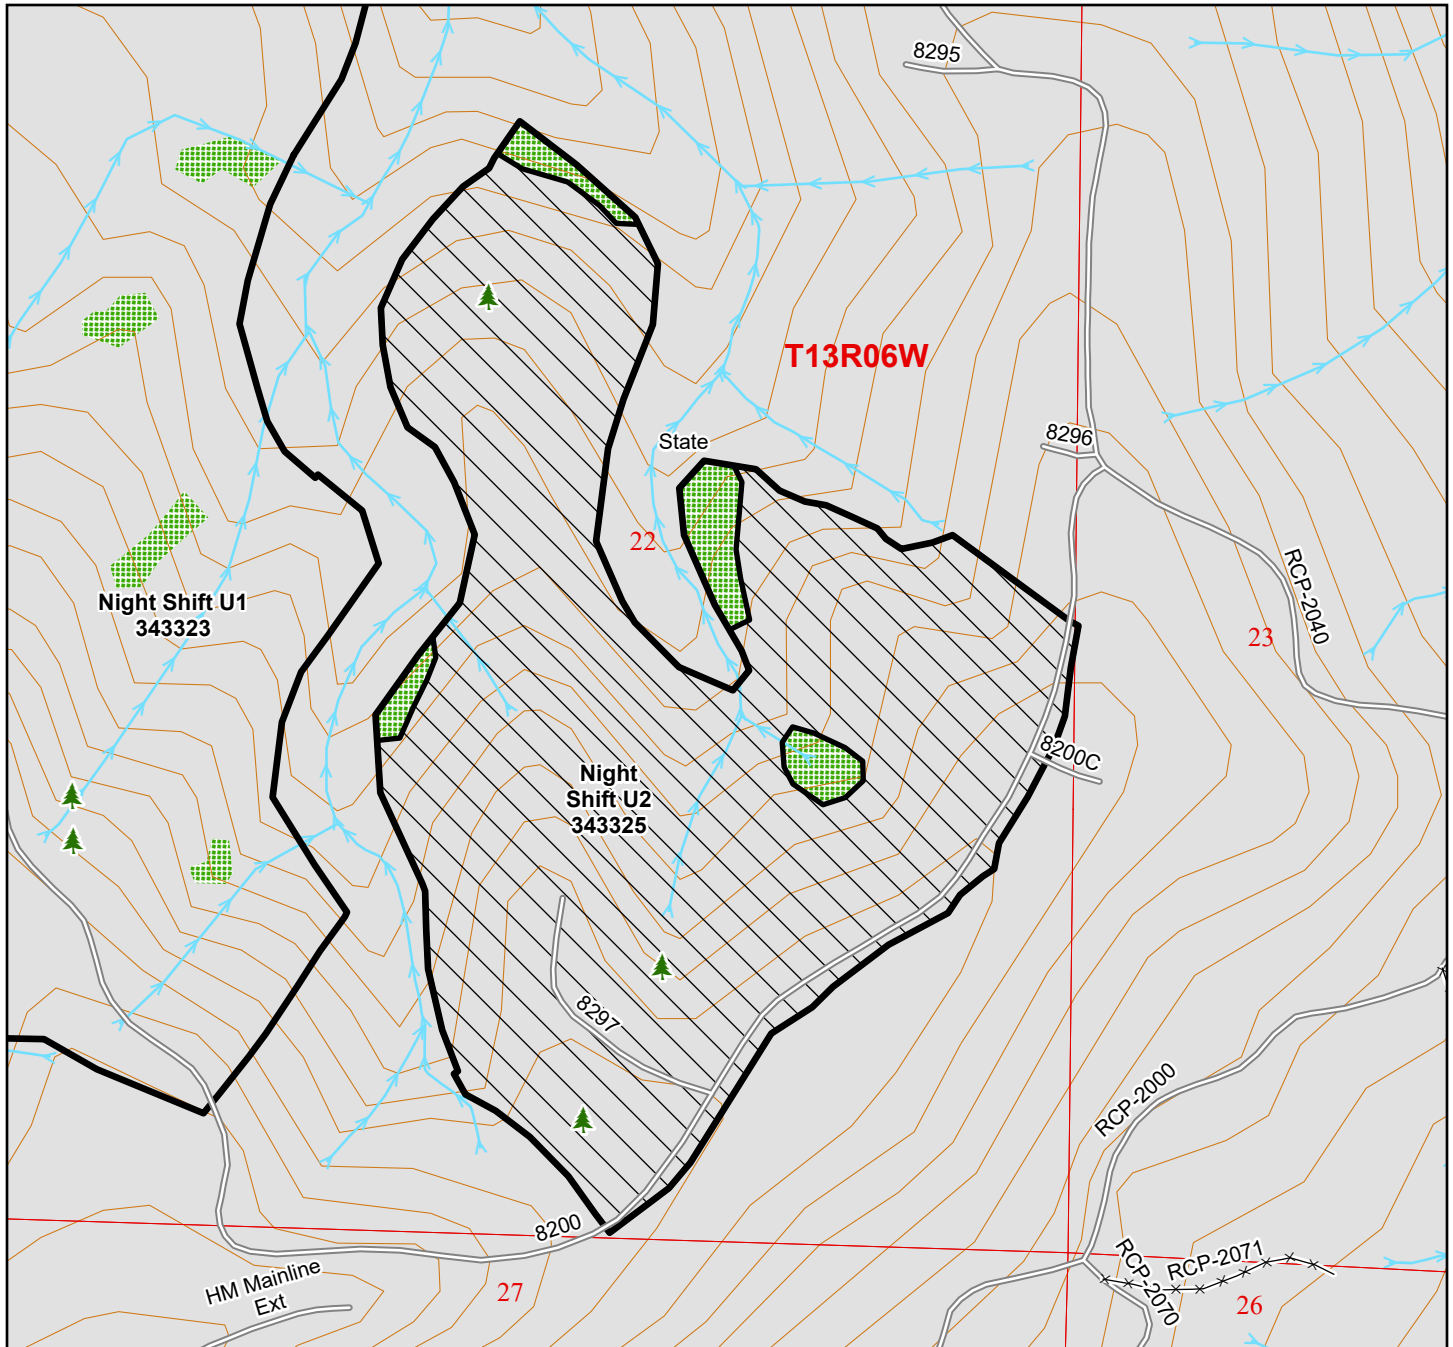 8295
T13R06W
8296
State
22
RCP-2040
Night Shift U1
343323
23
8200C
Night
Shift U2
343325
8297
RCP-2000
8200
RCP-2071
RCP-2070
HM Mainline
Ext
27
26